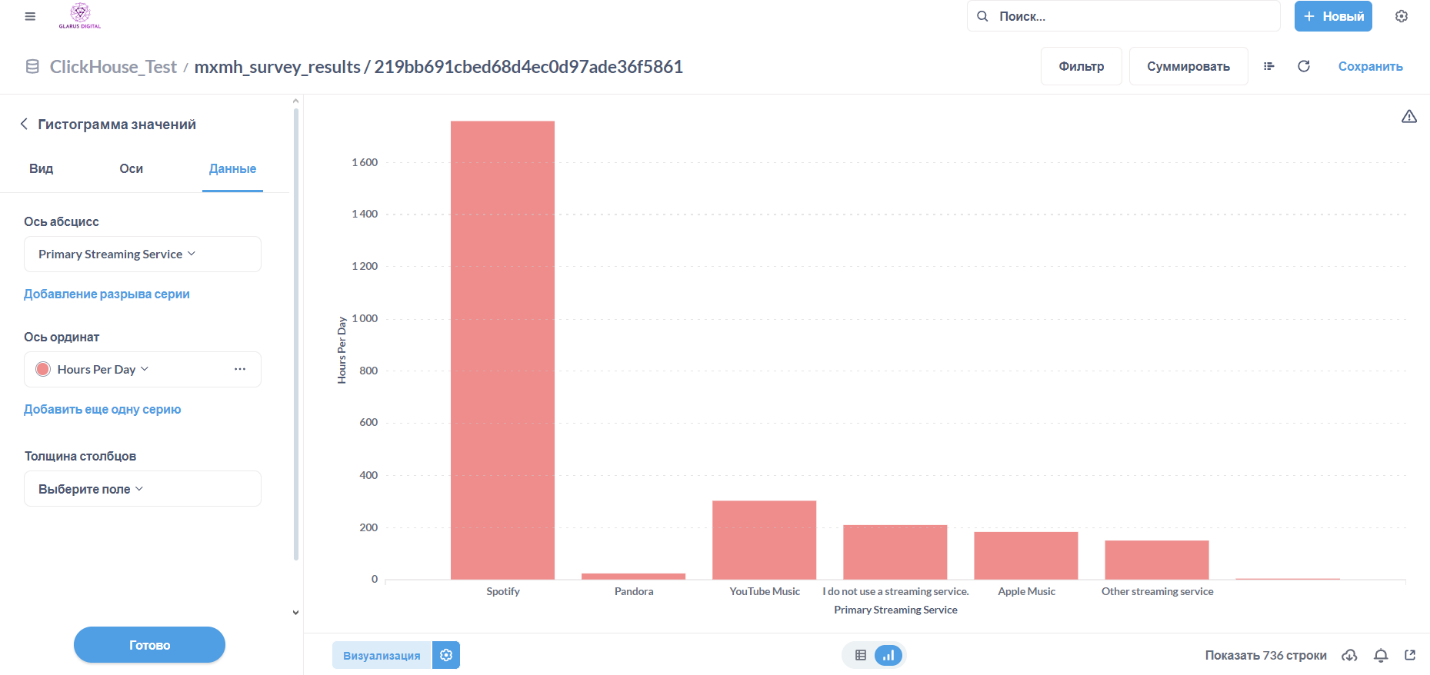 GLARUS DIGITAL
Поиск...
+ Новый
ClickHouse_Test / mxmh_survey_results / 219bb691cbed68d4ec0d97ade36f5861
Фильтр
Суммировать
Сохранить
Гистограмма значений
Вид
Оси
Данные
Ось абсцисс
Primary Streaming Service
Добавление разрыва серии
Ось ординат
Hours Per Day
Добавить еще одну серию
Толщина столбцов
Выберите поле
Готово
1 600
1 400
1 200
1 000
800
600
400
200
0
Hours Per Day
Spotify
Pandora
YouTube Music
I do not use a streaming service.
Apple Music
Other streaming service
Primary Streaming Service
Визуализация
Показать 736 строки